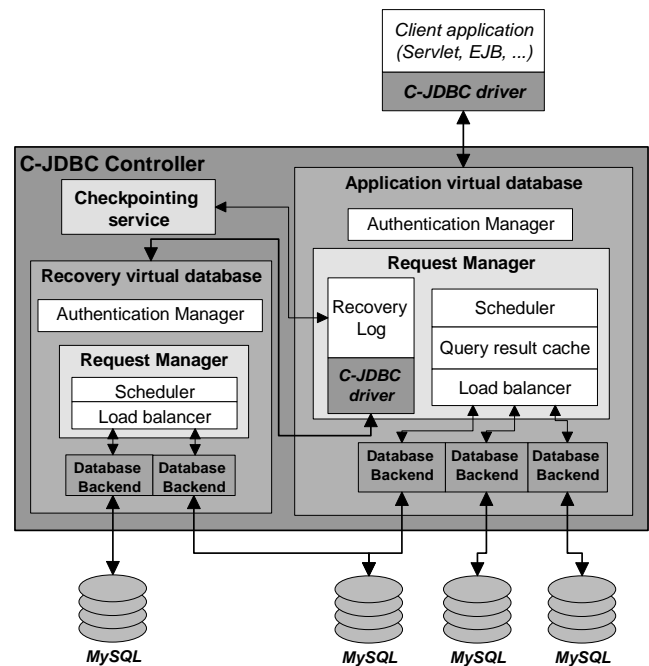 Client application
(Servlet, EJB, ...)
C-JDBC driver
C-JDBC Controller
Checkpointing
service
Application virtual database
Authentication Manager
Request Manager
Recovery
Log
C-JDBC
driver
Scheduler
Query result cache
Load balancer
Database
Backend
Database
Backend
Database
Backend
Recovery virtual database
Authentication Manager
Request Manager
Scheduler
Load balancer
Database
Backend
Database
Backend
MySQL
MySQL
MySQL
MySQL